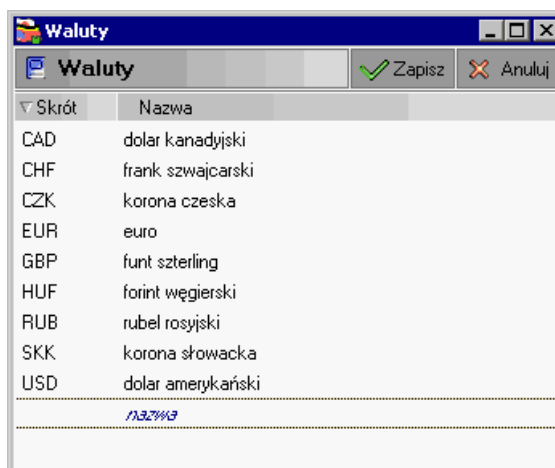 Waluty
Waluty Zapisz Anuluj
Skrót Nazwa
CAD dolar kanadyjski
CHF frank szwajcarski
CZK korona czeska
EUR euro
GBP funt szterling
HUF forint węgierski
RUB rubel rosyjski
SKK korona słowacka
USD dolar amerykański
nazwa